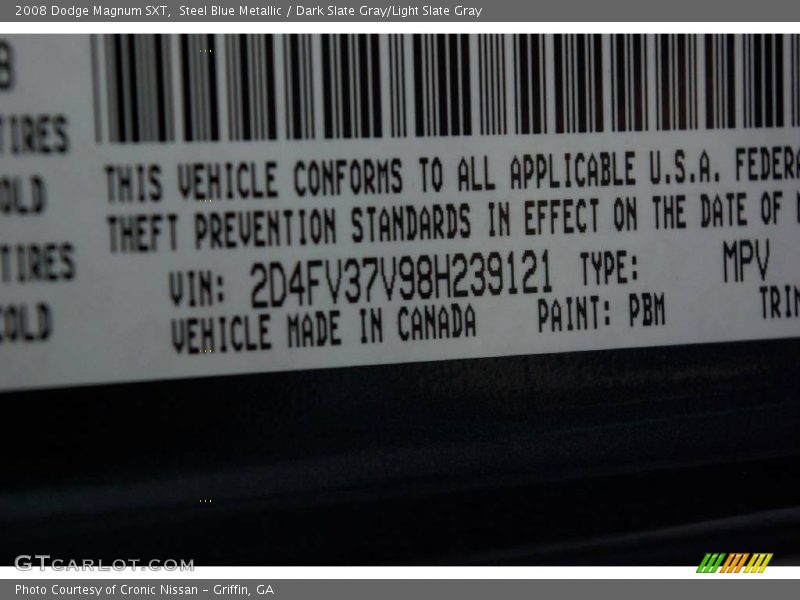 2008 Dodge Magnum SXT,  Steel Blue Metallic / Dark Slate Gray/Light Slate Gray
TIRES
OLD
TIRES
COLD
THIS VEHICLE CONFORMS TO ALL APPLICABLE U.S.A. FEDERA
THEFT PREVENTION STANDARDS IN EFFECT ON THE DATE OF
VIN: 2D4FV37V98H239121 TYPE: MPV
VEHICLE MADE IN CANADA PAINT: PBM TRIM
GTCARLOT.COM
Photo Courtesy of Cronic Nissan - Griffin, GA